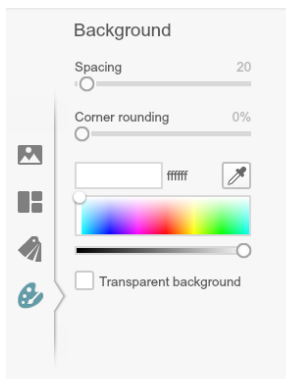 Background
Spacing 20
Corner rounding 0%
ffffff
Transparent background